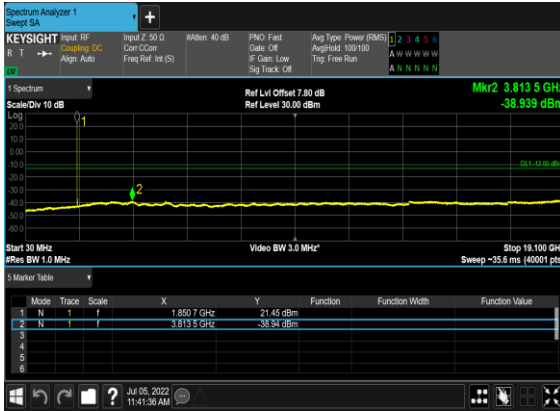 Spectrum Analyzer 1
Swept SA
+
KEYSIGHT Input: RF Input Z: 50 Ω #Atten: 40 dB PNO: Fast Avg Type: Power (RMS) 1 2 3 4 5 6
R T Coupling: DC Corr CCorr Gate: Off Avg|Hold: 100/100 A W W W W W
Align: Auto Freq Ref: Int (S) IF Gain: Low Trig: Free Run
Sig Track: Off A N N N N N
1 Spectrum Ref Lvl Offset 7.80 dB Mkr2 3.813 5 GHz
Scale/Div 10 dB Ref Level 30.00 dBm -38.939 dBm
Log
20.0
10.0
0.00
-10.0
-20.0
-30.0
-40.0
-50.0
-60.0
1
2
DL1 -13.00 dBm
Start 30 MHz Video BW 3.0 MHz* Stop 19.100 GHz
#Res BW 1.0 MHz Sweep ~35.6 ms (40001 pts)
5 Marker Table
Mode Trace Scale X Y Function Function Width Function Value
1 N 1 f 1.850 7 GHz 21.45 dBm
2 N 1 f 3.813 5 GHz -38.94 dBm
3
4
5
6
?
Jul 05, 2022
11:41:36 AM